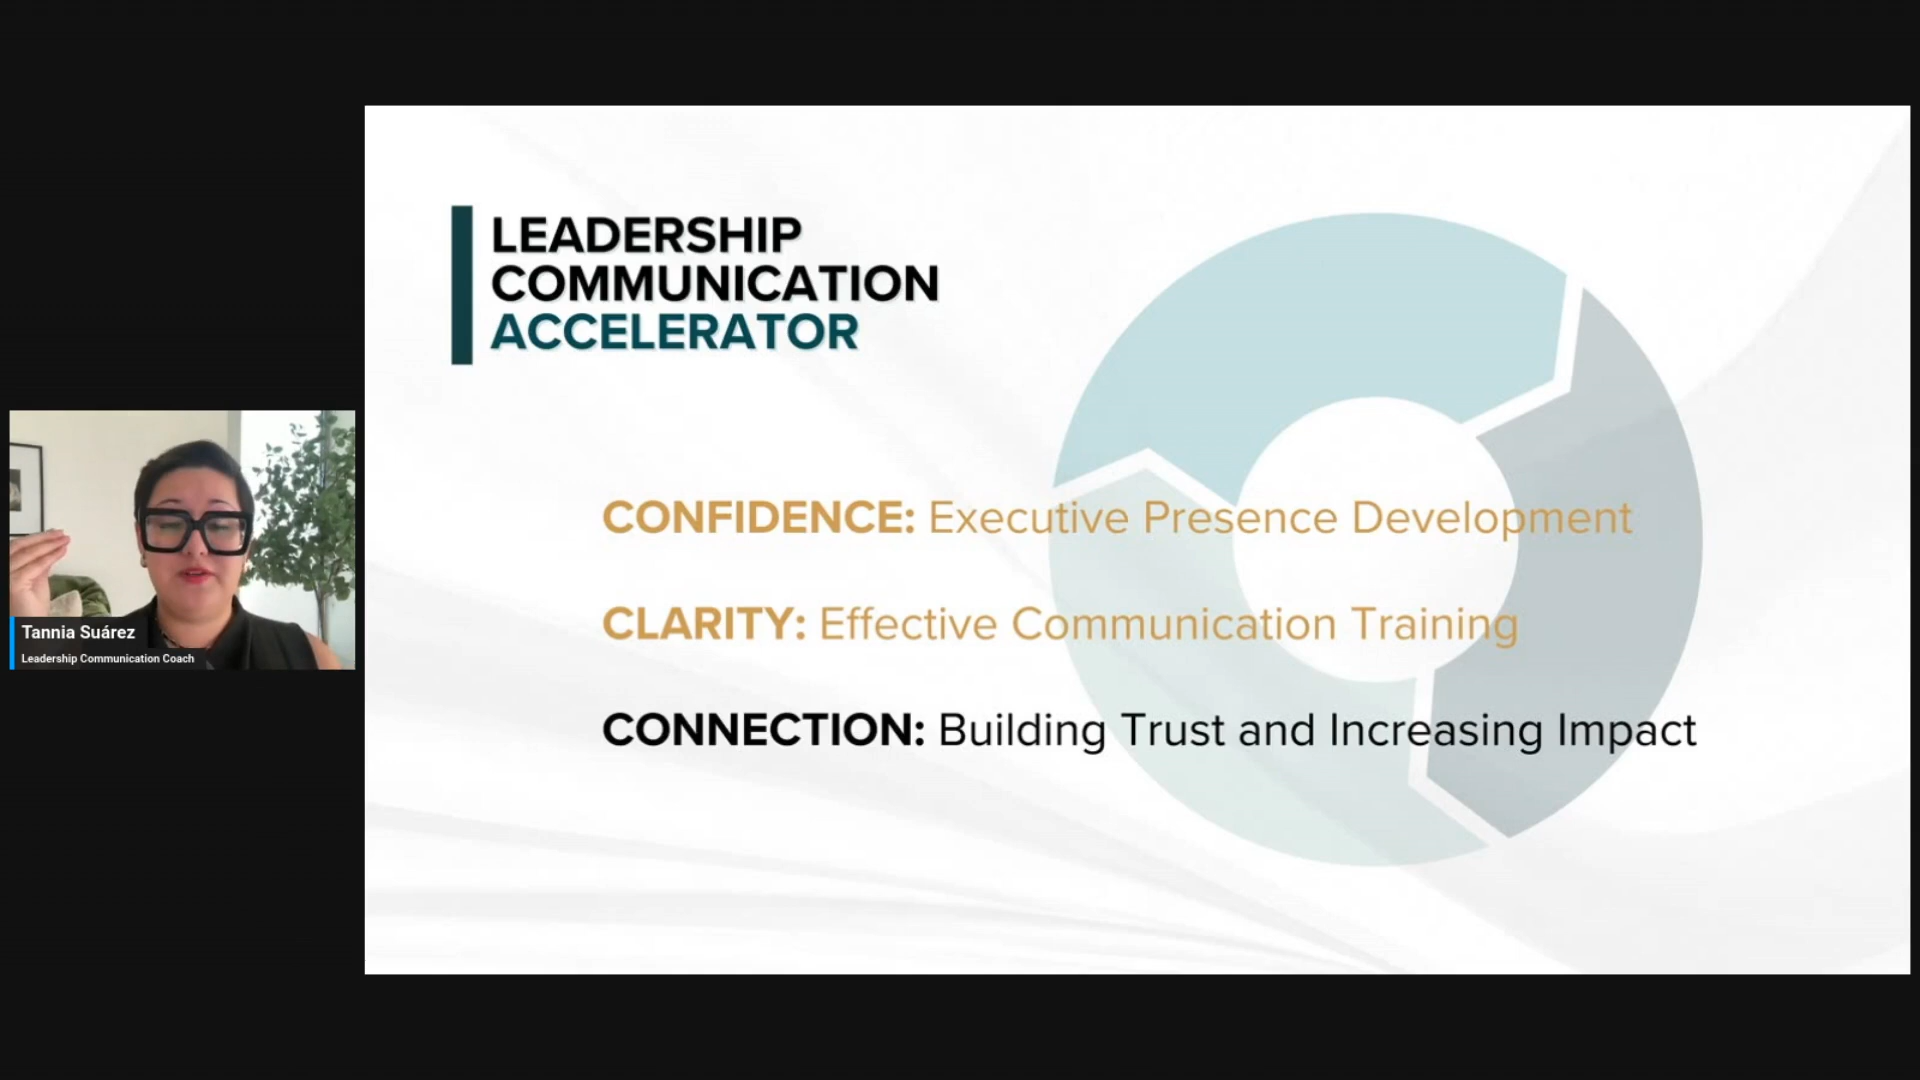 LEADERSHIP
COMMUNICATION
ACCELERATOR
CONFIDENCE: Executive Presence Development
CLARITY: Effective Communication Training
CONNECTION: Building Trust and Increasing Impact
Tannia Suárez
Leadership Communication Coach